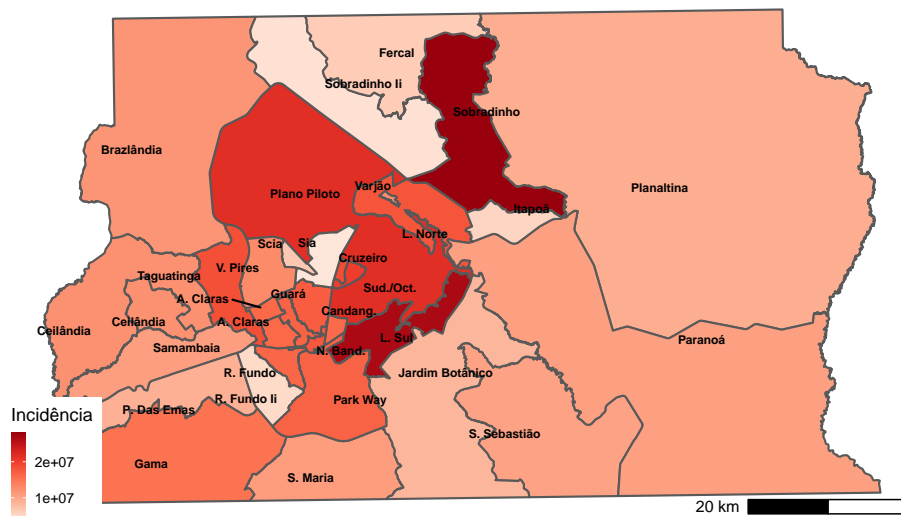 Fercal
Sobradinho Ii
Sobradinho
Brazlândia
Varjão
Plano Piloto
Planaltina
Itapoã
L. Norte
Scia
Sia
Cruzeiro
V. Pires
Taguatinga
Sud./Oct.
Guará
A. Claras
Candang.
Ceilândia
Ceilândia
A. Claras
L. Sul
Paranoá
Samambaia
N. Band.
R. Fundo
Jardim Botânico
R. Fundo Ii
Park Way
P. Das Emas
Incidência
2e+07
1e+07
S. Sebastião
Gama
S. Maria
20 km